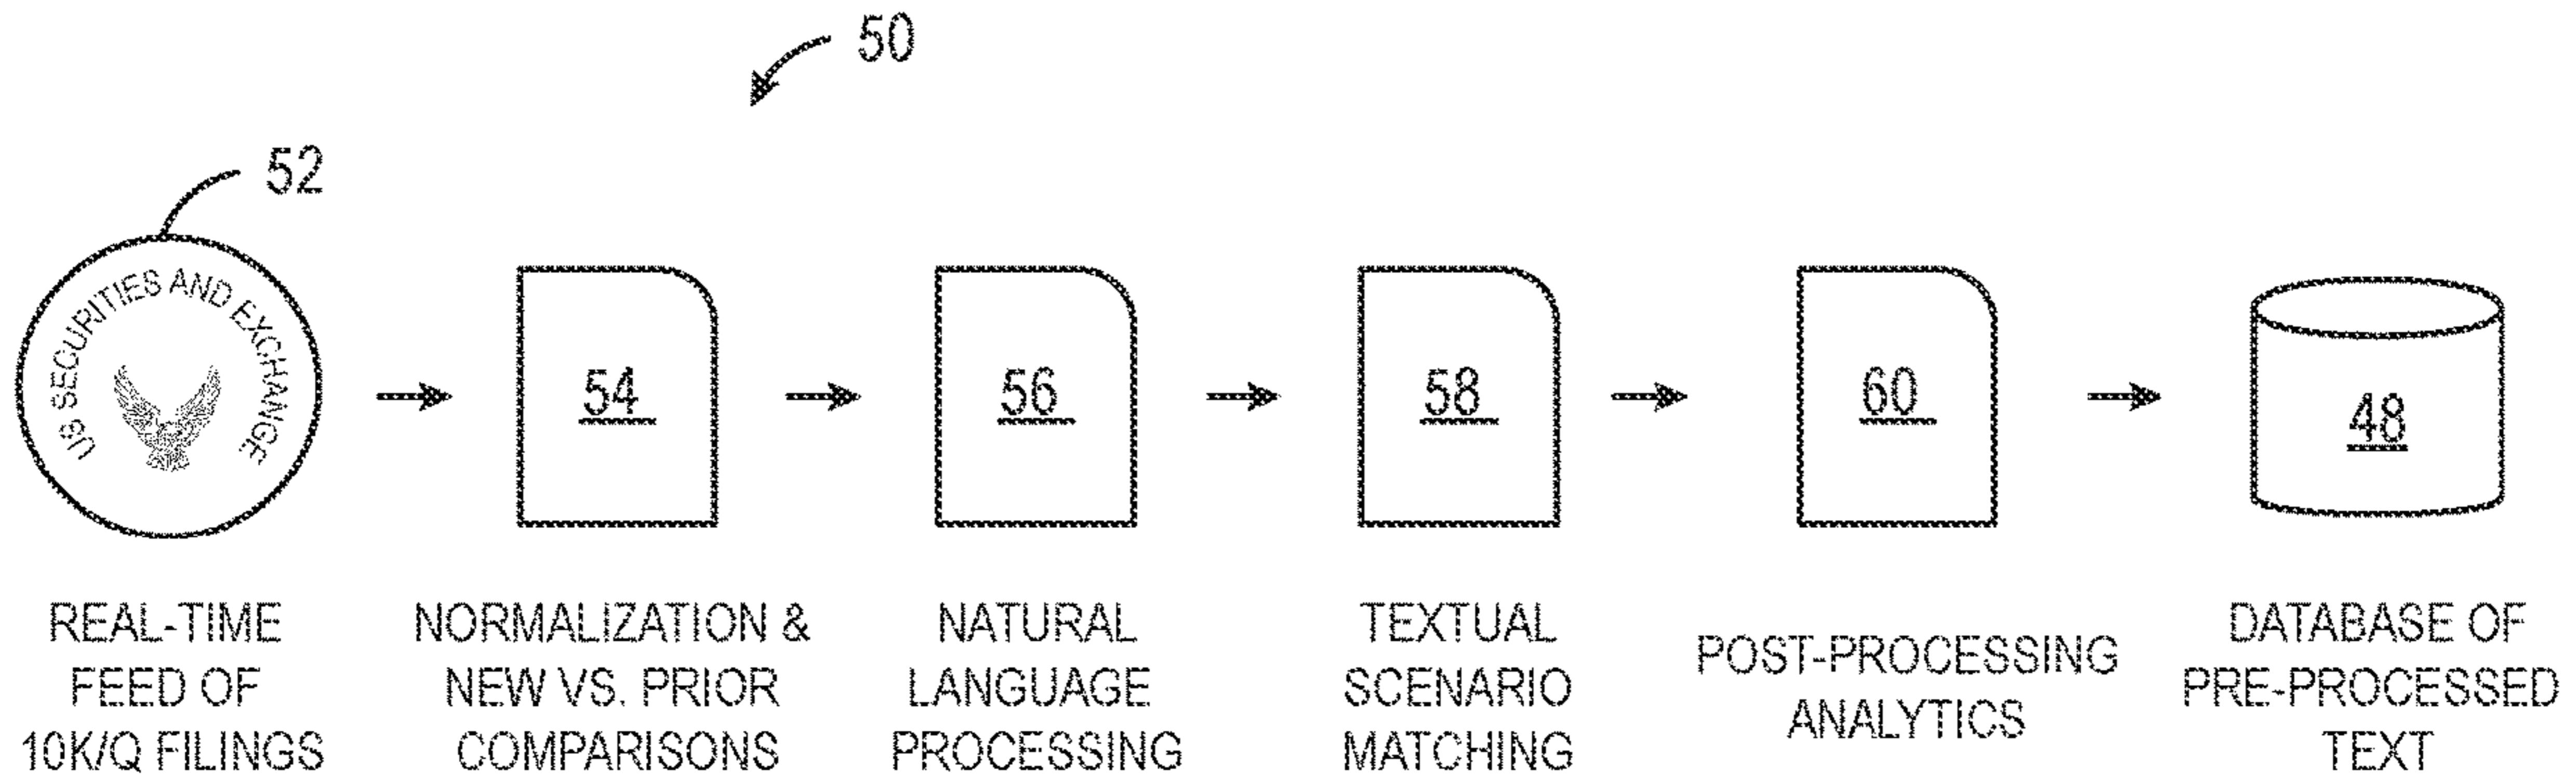 50
52
US SECURITIES AND EXCHANGE
54
56
58
60
48
REAL-TIME
FEED OF
10K/Q FILINGS
NORMALIZATION &
NEW VS. PRIOR
COMPARISONS
NATURAL
LANGUAGE
PROCESSING
TEXTUAL
SCENARIO
MATCHING
POST-PROCESSING
ANALYTICS
DATABASE OF
PRE-PROCESSED
TEXT